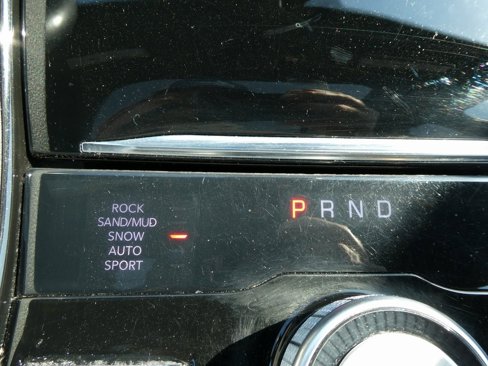 ROCK
SAND/MUD
SNOW
AUTO
SPORT
P R N D